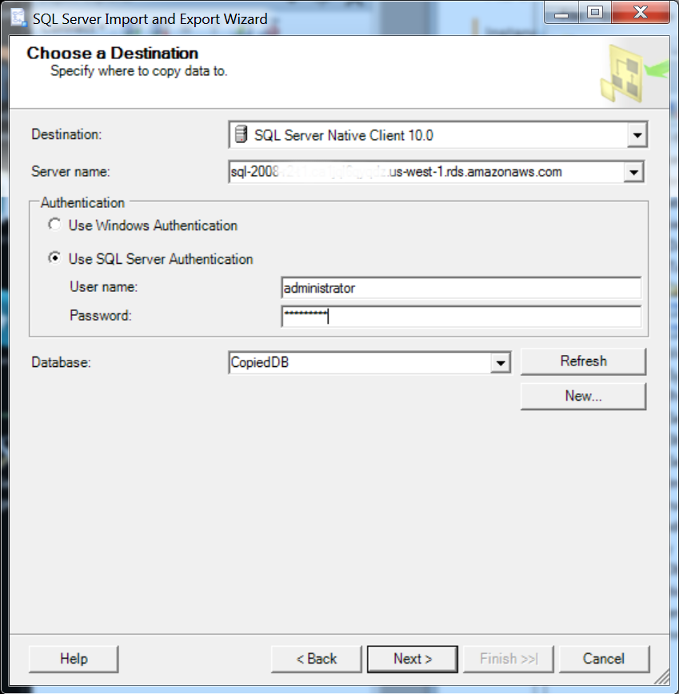 SQL Server Import and Export Wizard
Choose a Destination
Specify where to copy data to.
Destination:
SQL Server Native Client 10.0
Server name:
sql-2008 us-west-1.rds.amazonaws.com
Authentication
Use Windows Authentication
Use SQL Server Authentication
User name:
administrator
Password:
*********
Database:
CopiedDB
Refresh
New...
Help
< Back
Next >
Finish >>|
Cancel